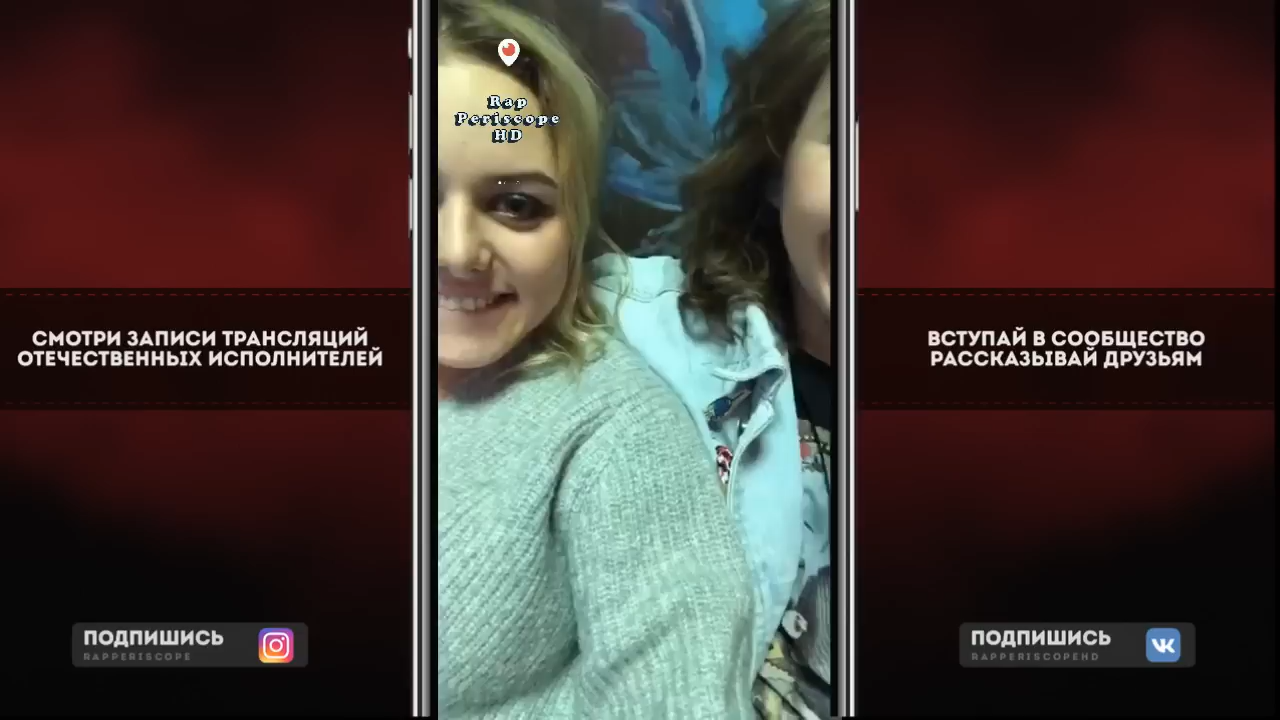 Rap
Periscope
HD
СМОТРИ ЗАПИСИ ТРАНСЛЯЦИЙ
ОТЕЧЕСТВЕННЫХ ИСПОЛНИТЕЛЕЙ
ВСТУПАЙ В СООБЩЕСТВО
РАССКАЗЫВАЙ ДРУЗЬЯМ
ПОДПИШИСЬ
RAPPERISCOPE
ПОДПИШИСЬ
RAPPERISCOPEHD